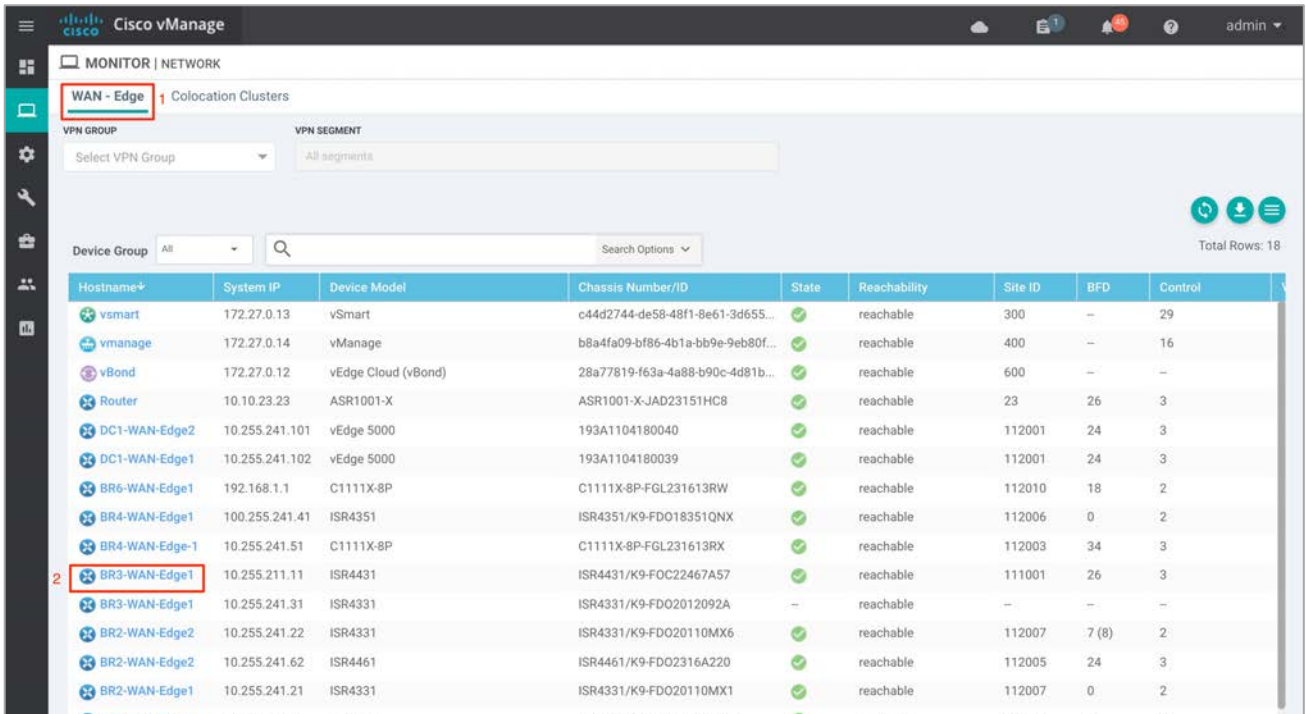 cisco Cisco vManage 1 45 admin
MONITOR | NETWORK
WAN - Edge 1 Colocation Clusters
VPN GROUP VPN SEGMENT
Select VPN Group All segments
Device Group All Search Options Total Rows: 18
Hostname System IP Device Model Chassis Number/ID State Reachability Site ID BFD Control
vsmart 172.27.0.13 vSmart c44d2744-de58-48f1-8e61-3d655... reachable 300 -- 29
vmanage 172.27.0.14 vManage b8a4fa09-bf86-4b1a-bb9e-9eb80f... reachable 400 -- 16
vBond 172.27.0.12 vEdge Cloud (vBond) 28a77819-f63a-4a88-b90c-4d81b... reachable 600 -- --
Router 10.10.23.23 ASR1001-X ASR1001-X-JAD23151HC8 reachable 23 26 3
DC1-WAN-Edge2 10.255.241.101 vEdge 5000 193A1104180040 reachable 112001 24 3
DC1-WAN-Edge1 10.255.241.102 vEdge 5000 193A1104180039 reachable 112001 24 3
BR6-WAN-Edge1 192.168.1.1 C1111X-8P C1111X-8P-FGL231613RW reachable 112010 18 2
BR4-WAN-Edge1 100.255.241.41 ISR4351 ISR4351/K9-FDO18351QNX reachable 112006 0 2
BR4-WAN-Edge-1 10.255.241.51 C1111X-8P C1111X-8P-FGL231613RX reachable 112003 34 3
2 BR3-WAN-Edge1 10.255.211.11 ISR4431 ISR4431/K9-FOC22467A57 reachable 111001 26 3
BR3-WAN-Edge1 10.255.241.31 ISR4331 ISR4331/K9-FDO2012092A -- reachable -- -- --
BR2-WAN-Edge2 10.255.241.22 ISR4331 ISR4331/K9-FDO20110MX6 reachable 112007 7 (8) 2
BR2-WAN-Edge2 10.255.241.62 ISR4461 ISR4461/K9-FDO2316A220 reachable 112005 24 3
BR2-WAN-Edge1 10.255.241.21 ISR4331 ISR4331/K9-FDO20110MX1 reachable 112007 0 2